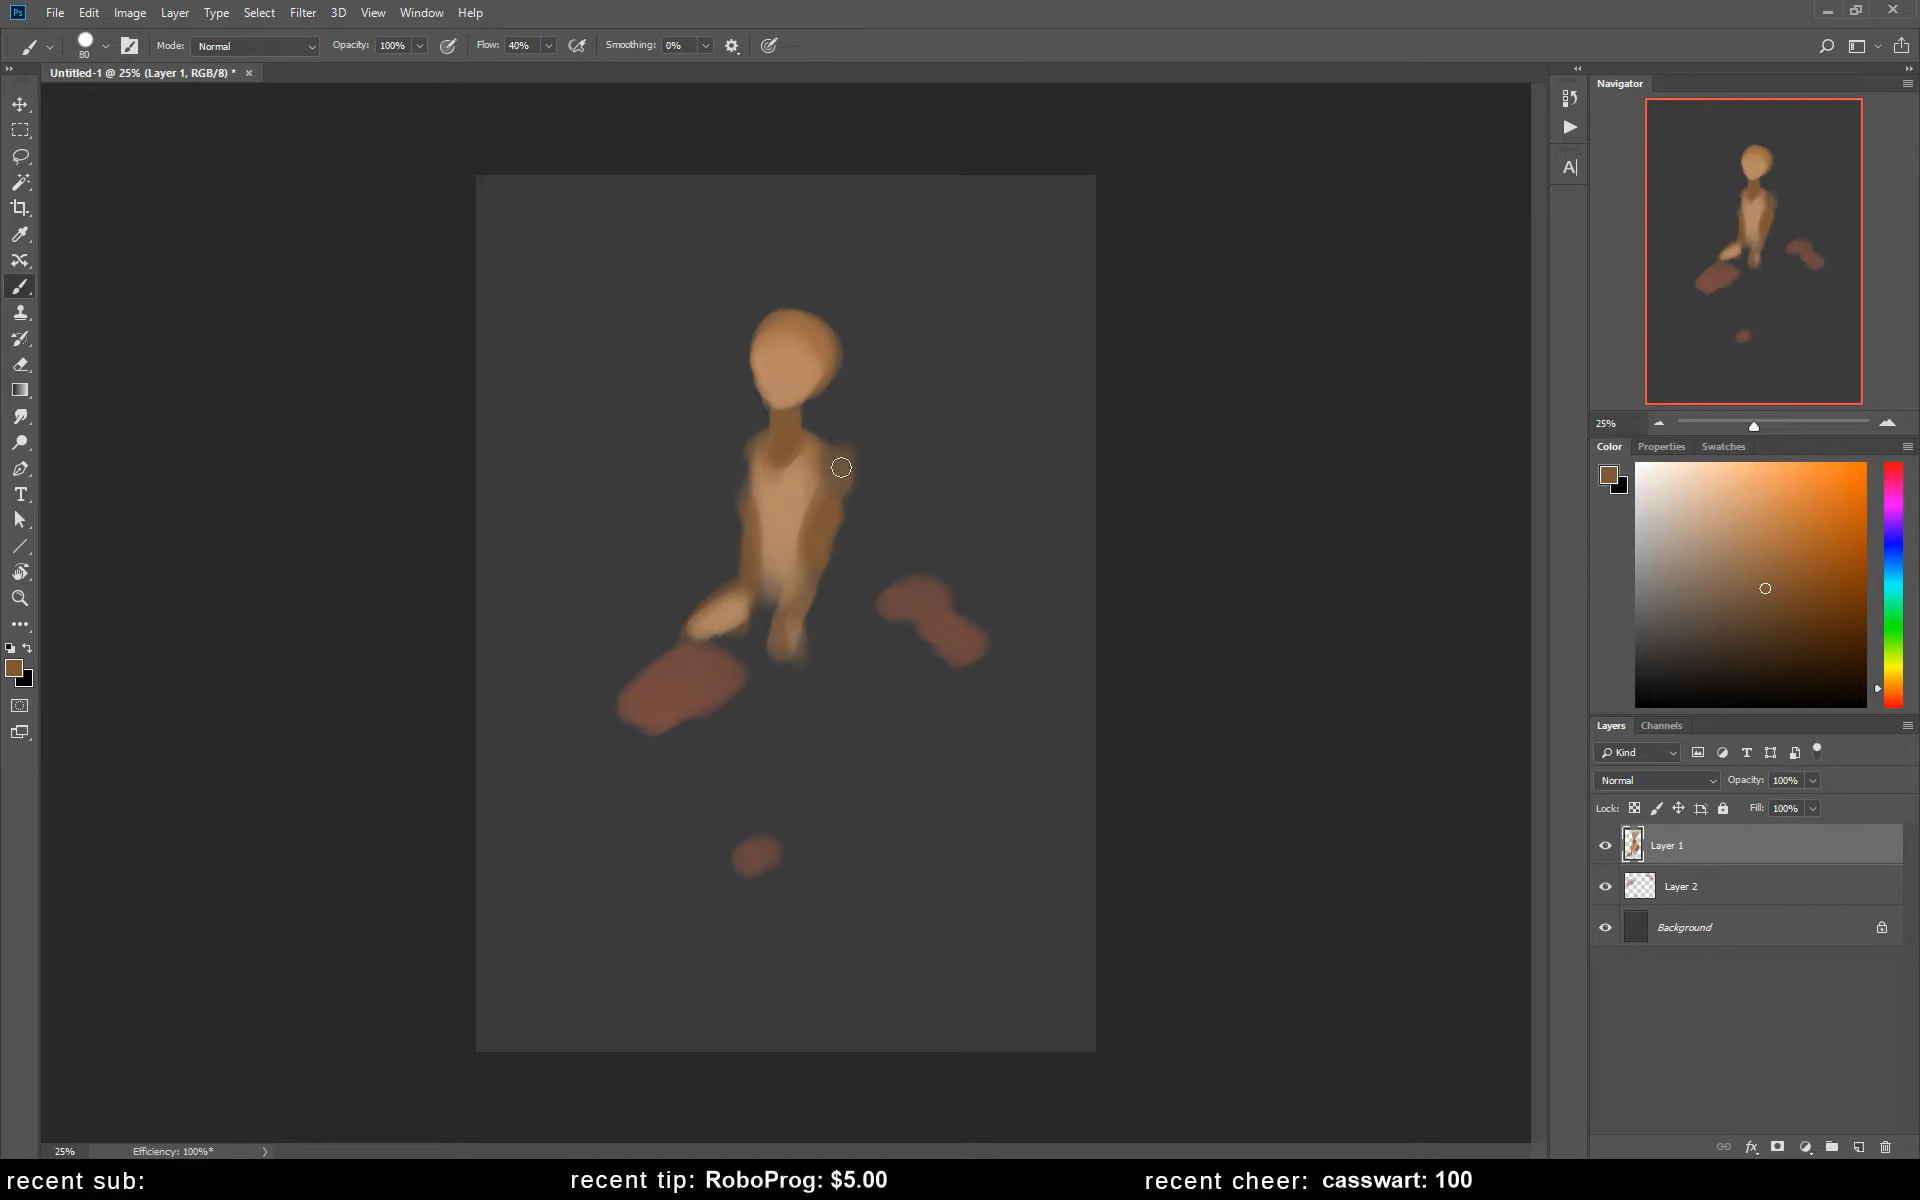 Ps File Edit Image Layer Type Select Filter 3D View Window Help
80 Mode: Normal Opacity: 100% Flow: 40% Smoothing: 0%
Untitled-1 @ 25% (Layer 1, RGB/8) *
Navigator
A
25%
Color Properties Swatches
Layers Channels
Kind
Normal Opacity: 100%
Lock: Fill: 100%
Layer 1
Layer 2
Background
fx
25% Efficiency: 100%*
recent sub: recent tip: RoboProg: $5.00 recent cheer: casswart: 100